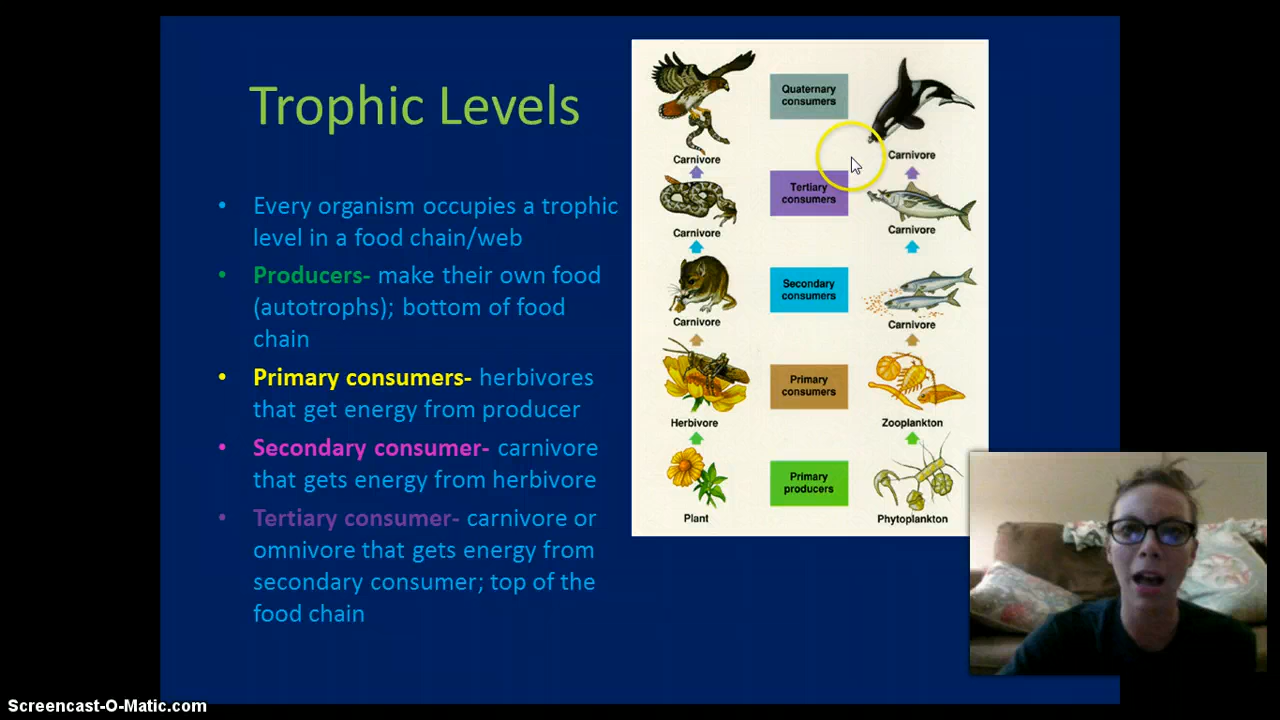 Trophic Levels
• Every organism occupies a trophic
level in a food chain/web
• Producers- make their own food
(autotrophs); bottom of food
chain
• Primary consumers- herbivores
that get energy from producer
• Secondary consumer- carnivore
that gets energy from herbivore
• Tertiary consumer- carnivore or
omnivore that gets energy from
secondary consumer; top of the
food chain
Quaternary
consumers
Carnivore
Carnivore
Tertiary
consumers
Carnivore
Carnivore
Secondary
consumers
Carnivore
Carnivore
Primary
consumers
Herbivore
Zooplankton
Primary
producers
Plant
Phytoplankton
Screencast-O-Matic.com